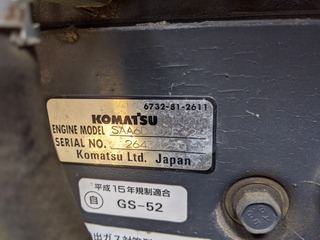 6732-81-2611
KOMATSU
ENGINE MODEL
SERIAL NO.
Komatsu Ltd. Japan
平成15年規制適合
自 GS-52